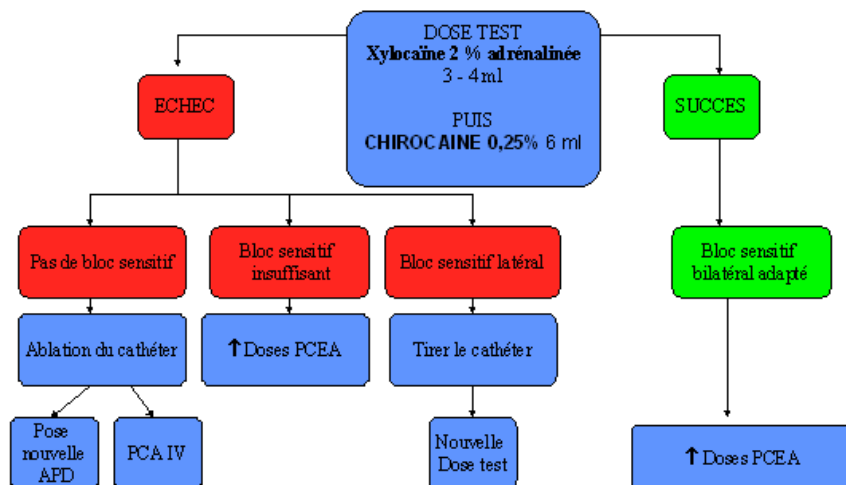 DOSE TEST
Xylocaïne 2 % adrénalinée
3 - 4 ml
PUIS
CHIROCAINE 0,25% 6 ml
ECHEC
SUCCES
Pas de bloc sensitif
Bloc sensitif
insuffisant
Bloc sensitif latéral
Bloc sensitif
bilatéral adapté
Ablation du cathéter
↑Doses PCEA
Tirer le cathéter
Pose
nouvelle
APD
PCA IV
Nouvelle
Dose test
↑Doses PCEA